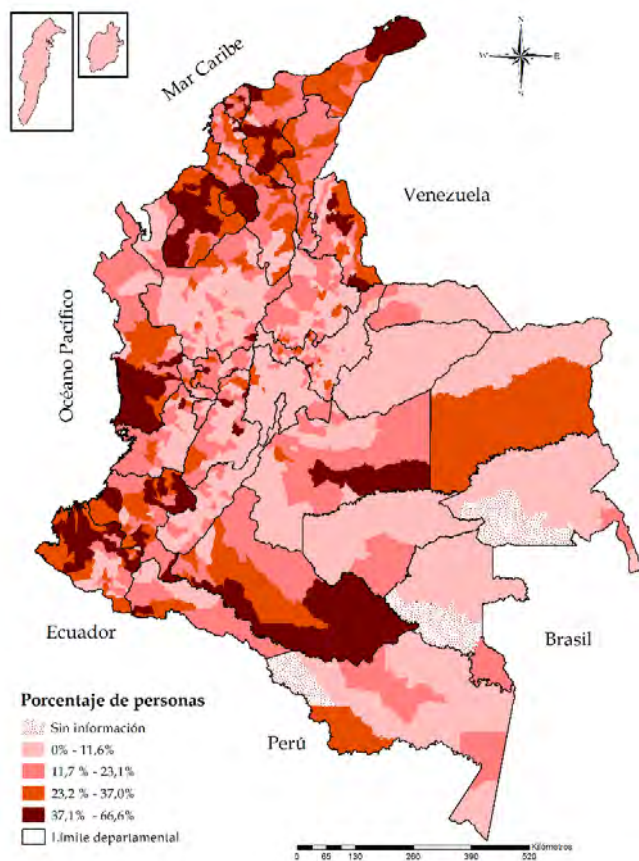 Mar Caribe
N
W
E
S
Venezuela
Océano Pacífico
Ecuador
Brasil
Perú
Porcentaje de personas
Sin información
0% - 11,6%
11,7 % - 23,1%
23,2 % - 37,0%
37,1% - 66,6%
Límite departamental
Kilómetros
0 65 130 260 390 520